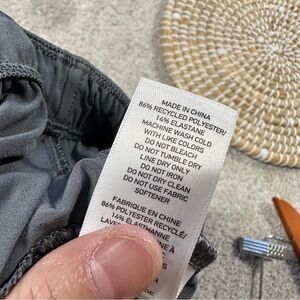 MADE IN CHINA
86% RECYCLED POLYESTER/
14% ELASTANE
MACHINE WASH COLD
WITH LIKE COLORS
DO NOT BLEACH
DO NOT TUMBLE DRY
LINE DRY ONLY
DO NOT IRON
DO NOT DRY CLEAN
DO NOT USE FABRIC
SOFTENER
FABRIQUE EN CHINE
86% POLYESTER RECYCLÉ/
14% ÉLASTHANNE